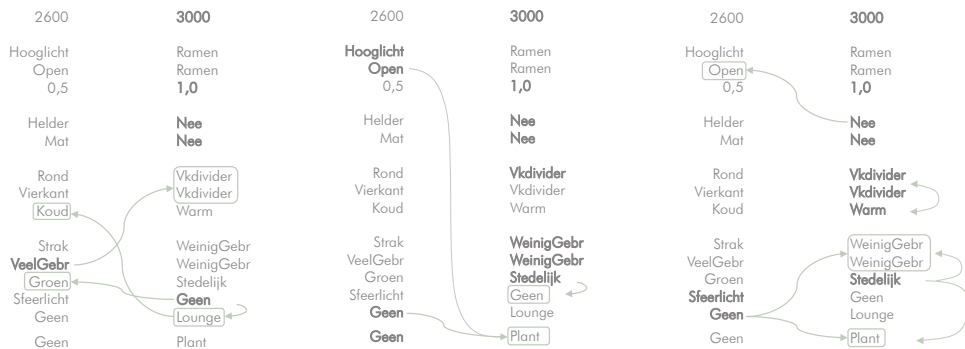 2600 3000
Hooglicht Ramen
Open Ramen
0,5 1,0
Helder Nee
Mat Nee
Rond Vkdivider
Vierkant Vkdivider
Koud Warm
Strak WeinigGebr
VeelGebr WeinigGebr
Groen Stedelijk
Sfeerlicht Geen
Geen Lounge
Geen Plant
2600 3000
Hooglicht Ramen
Open Ramen
0,5 1,0
Helder Nee
Mat Nee
Rond Vkdivider
Vierkant Vkdivider
Koud Warm
Strak WeinigGebr
VeelGebr WeinigGebr
Groen Stedelijk
Sfeerlicht Geen
Geen Lounge
Geen Plant
2600 3000
Hooglicht Ramen
Open Ramen
0,5 1,0
Helder Nee
Mat Nee
Rond Vkdivider
Vierkant Vkdivider
Koud Warm
Strak WeinigGebr
VeelGebr WeinigGebr
Groen Stedelijk
Sfeerlicht Geen
Geen Lounge
Geen Plant